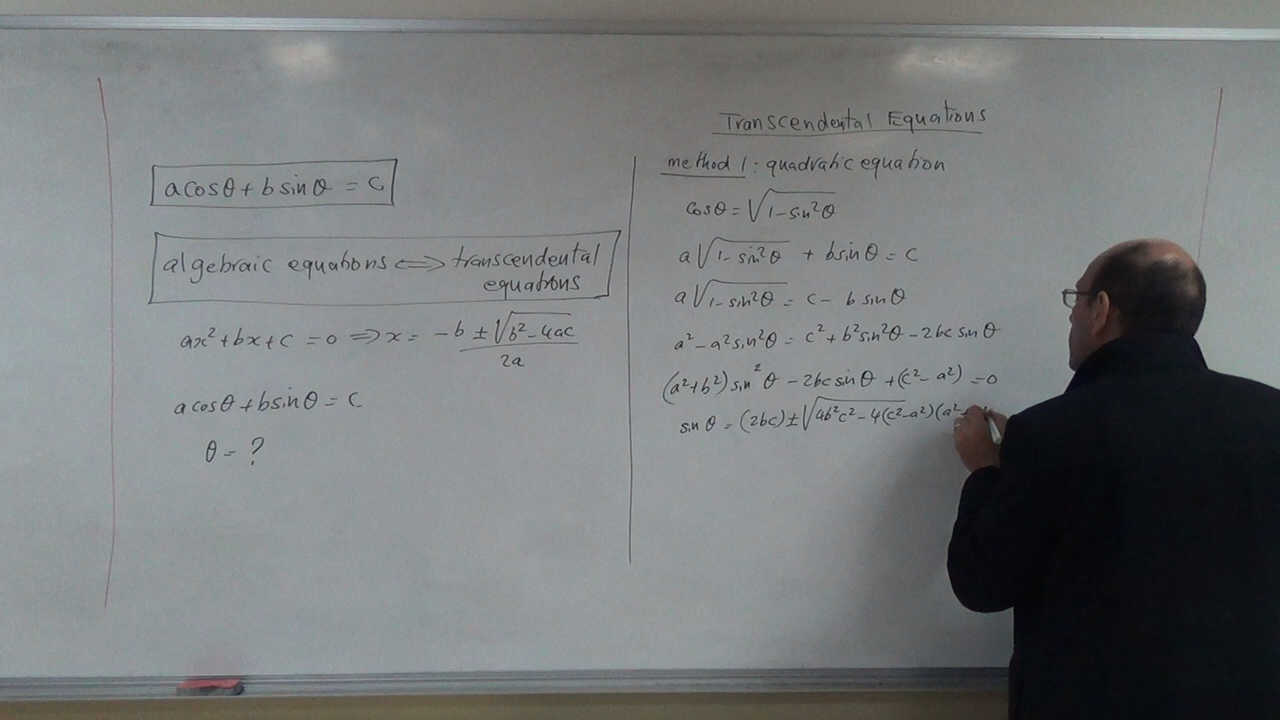 a cosθ + b sinθ = c
algebraic equations ⟺ transcendental
equations
ax² + bx + c = 0 ⟹ x = (-b ± √(b² - 4ac)) / 2a
a cosθ + b sinθ = c
θ = ?
Transcendental Equations
method 1 : quadratic equation
cosθ = √(1 - sin²θ)
a √(1 - sin²θ) + b sinθ = c
a √(1 - sin²θ) = c - b sinθ
a² - a² sin²θ = c² + b² sin²θ - 2bc sinθ
(a² + b²) sin²θ - 2bc sinθ + (c² - a²) = 0
sinθ = (2bc) ± √(4b²c² - 4(c² - a²)(a²